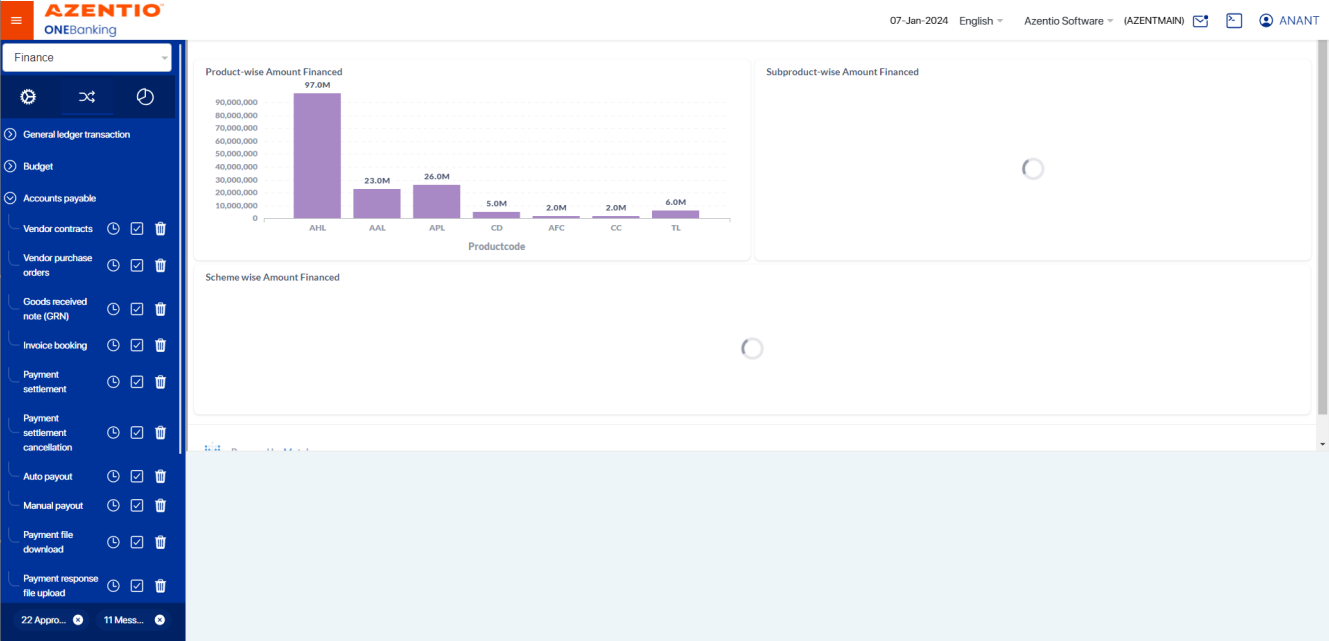 AZENTIO
ONEBanking
07-Jan-2024 English Azentio Software (AZENTMAIN) ANANT
Finance
General ledger transaction
Budget
Accounts payable
Vendor contracts
Vendor purchase
orders
Goods received
note (GRN)
Invoice booking
Payment
settlement
Payment
settlement
cancellation
Auto payout
Manual payout
Payment file
download
Payment response
file upload
22 Appro... 11 Mess...
Product-wise Amount Financed
97.0M
90,000,000
80,000,000
70,000,000
60,000,000
50,000,000
40,000,000
30,000,000
20,000,000
10,000,000
0
23.0M
26.0M
5.0M
2.0M
2.0M
6.0M
AHL AAL APL CD AFC CC TL
Productcode
Subproduct-wise Amount Financed
Scheme wise Amount Financed